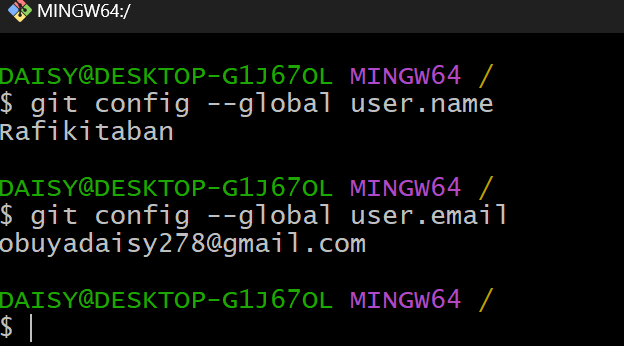 MINGW64:/
DAISY@DESKTOP-G1J67OL MINGW64 /
$ git config --global user.name
Rafikitaban
DAISY@DESKTOP-G1J67OL MINGW64 /
$ git config --global user.email
obuyadaisy278@gmail.com
DAISY@DESKTOP-G1J67OL MINGW64 /
$